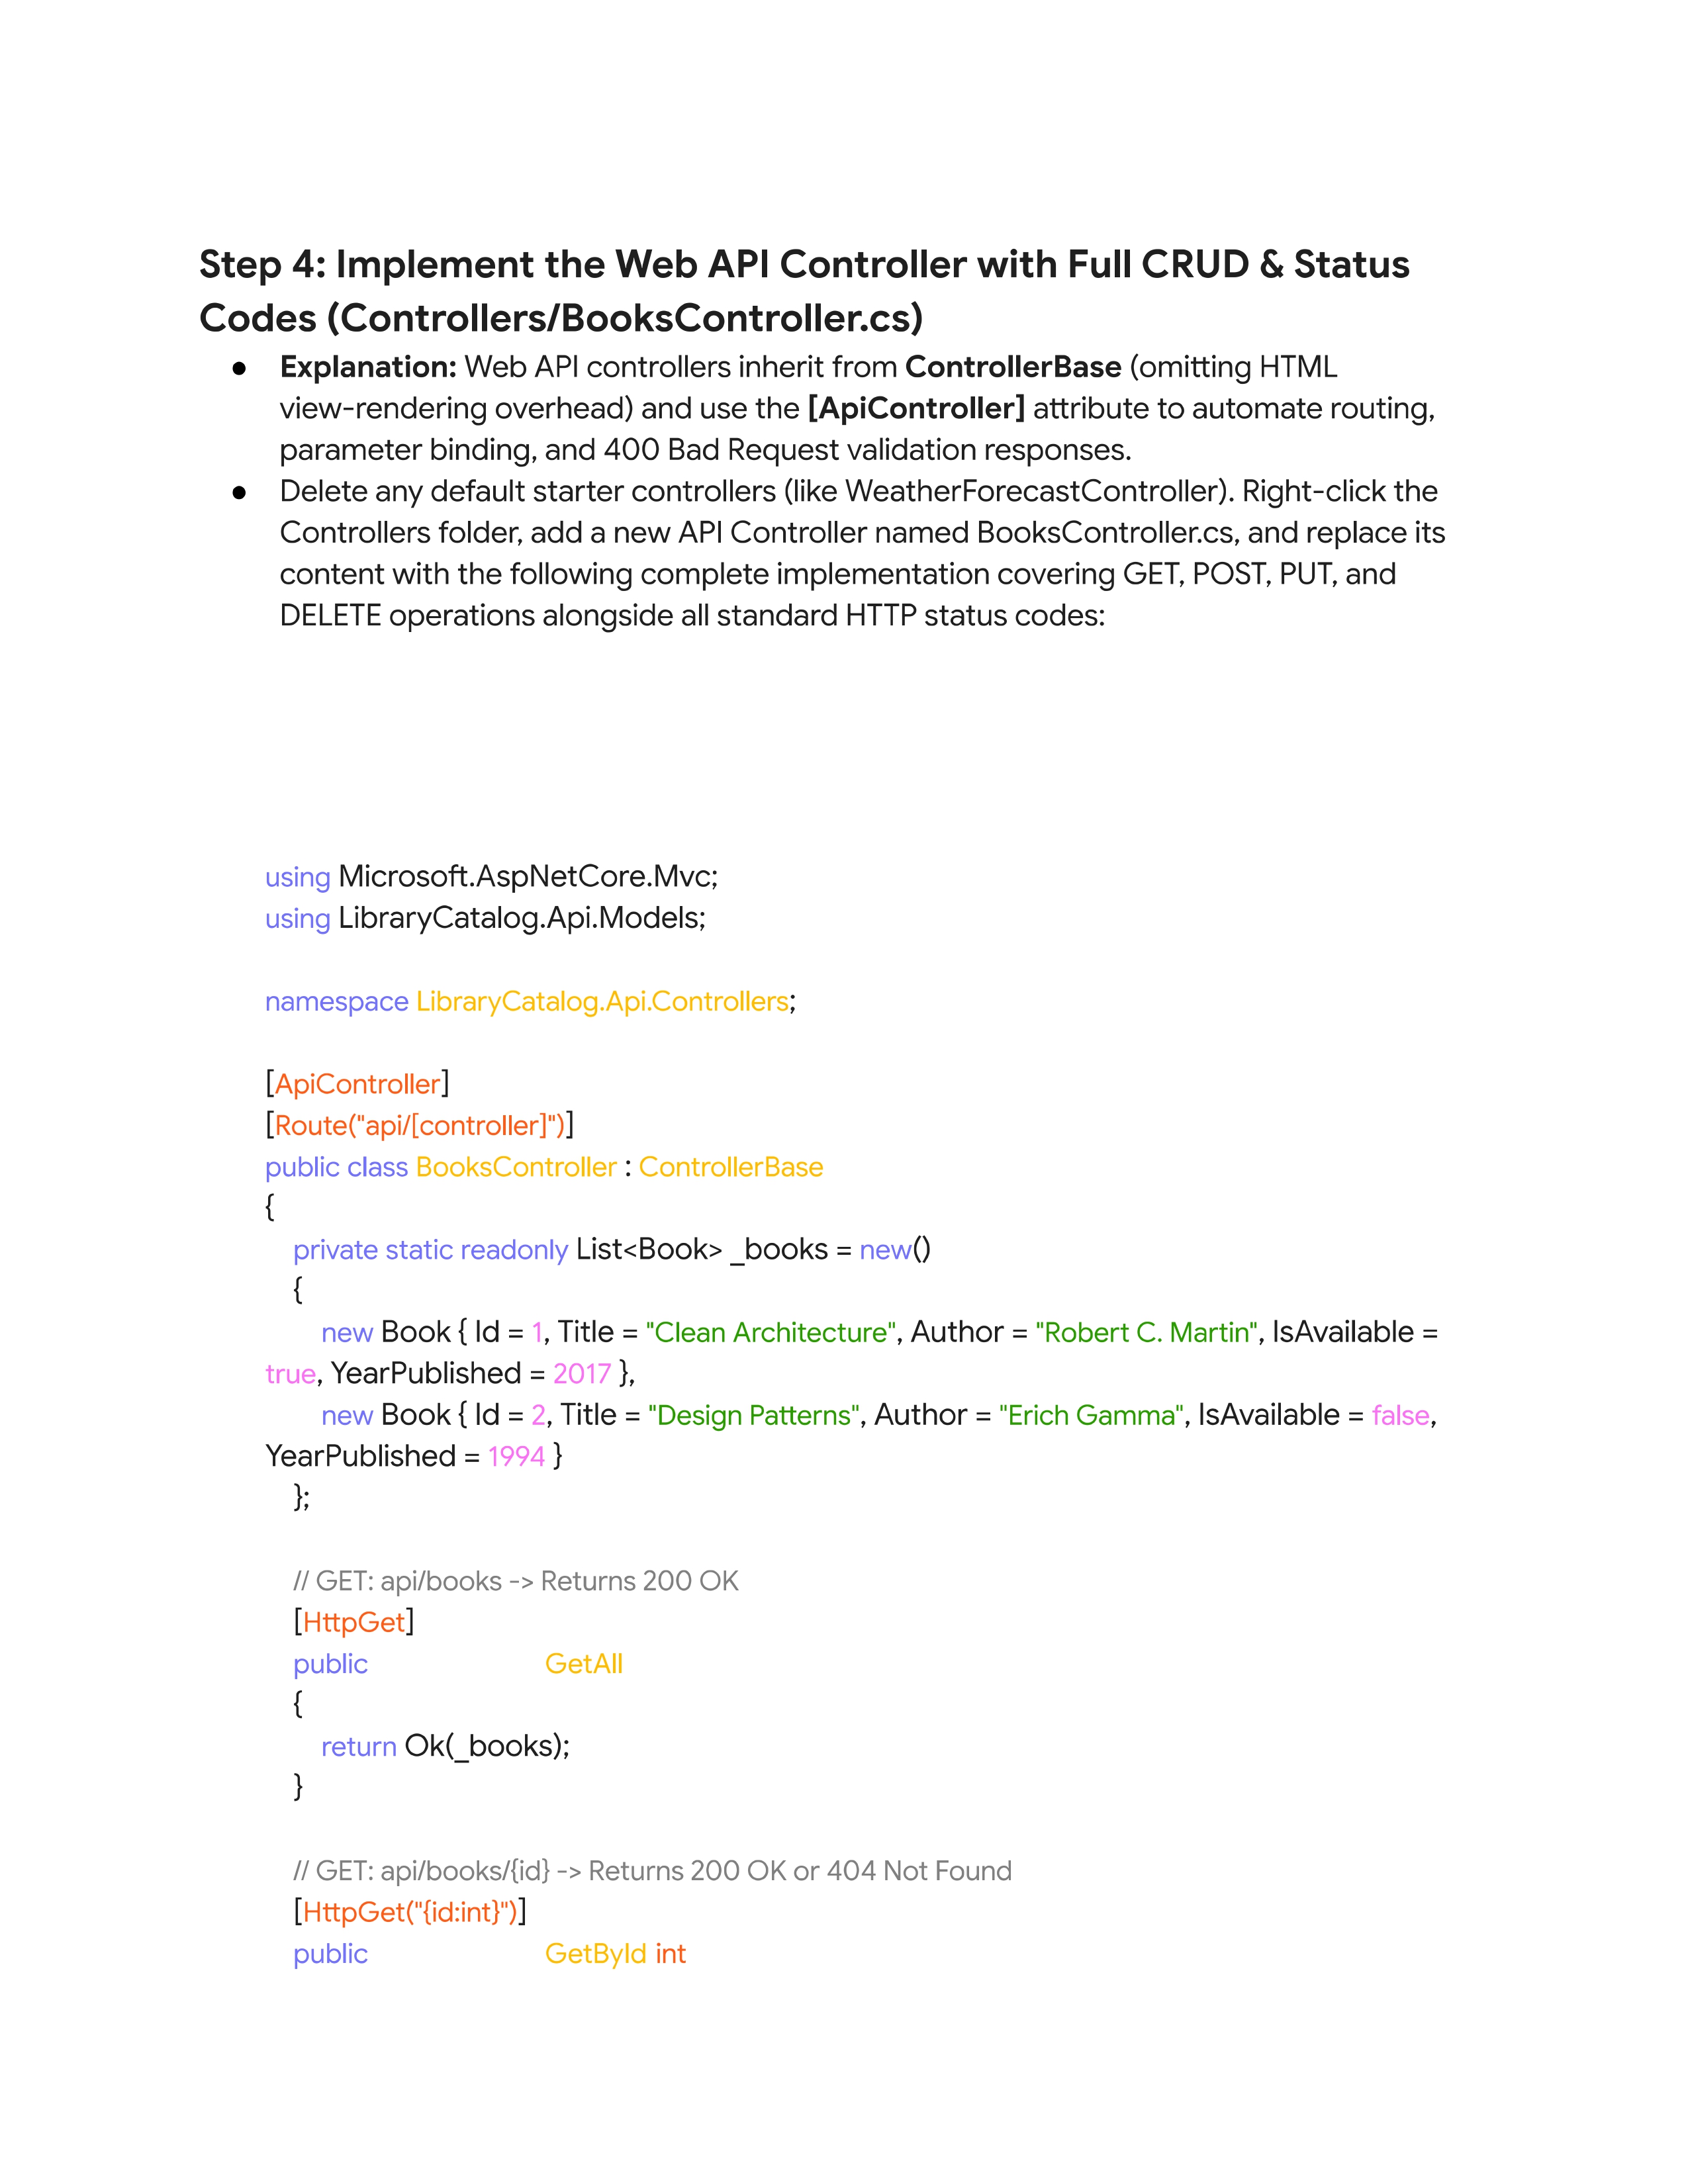 Step 4: Implement the Web API Controller with Full CRUD & Status
Codes (Controllers/BooksController.cs)
● Explanation: Web API controllers inherit from ControllerBase (omitting HTML
view-rendering overhead) and use the [ApiController] attribute to automate routing,
parameter binding, and 400 Bad Request validation responses.
● Delete any default starter controllers (like WeatherForecastController). Right-click the
Controllers folder, add a new API Controller named BooksController.cs, and replace its
content with the following complete implementation covering GET, POST, PUT, and
DELETE operations alongside all standard HTTP status codes:
using Microsoft.AspNetCore.Mvc;
using LibraryCatalog.Api.Models;
namespace LibraryCatalog.Api.Controllers;
[ApiController]
[Route("api/[controller]")]
public class BooksController : ControllerBase
{
private static readonly List<Book> _books = new()
{
new Book { Id = 1, Title = "Clean Architecture", Author = "Robert C. Martin", IsAvailable =
true, YearPublished = 2017 },
new Book { Id = 2, Title = "Design Patterns", Author = "Erich Gamma", IsAvailable = false,
YearPublished = 1994 }
};
// GET: api/books -> Returns 200 OK
[HttpGet]
public GetAll
{
return Ok(_books);
}
// GET: api/books/{id} -> Returns 200 OK or 404 Not Found
[HttpGet("{id:int}")]
public GetById int